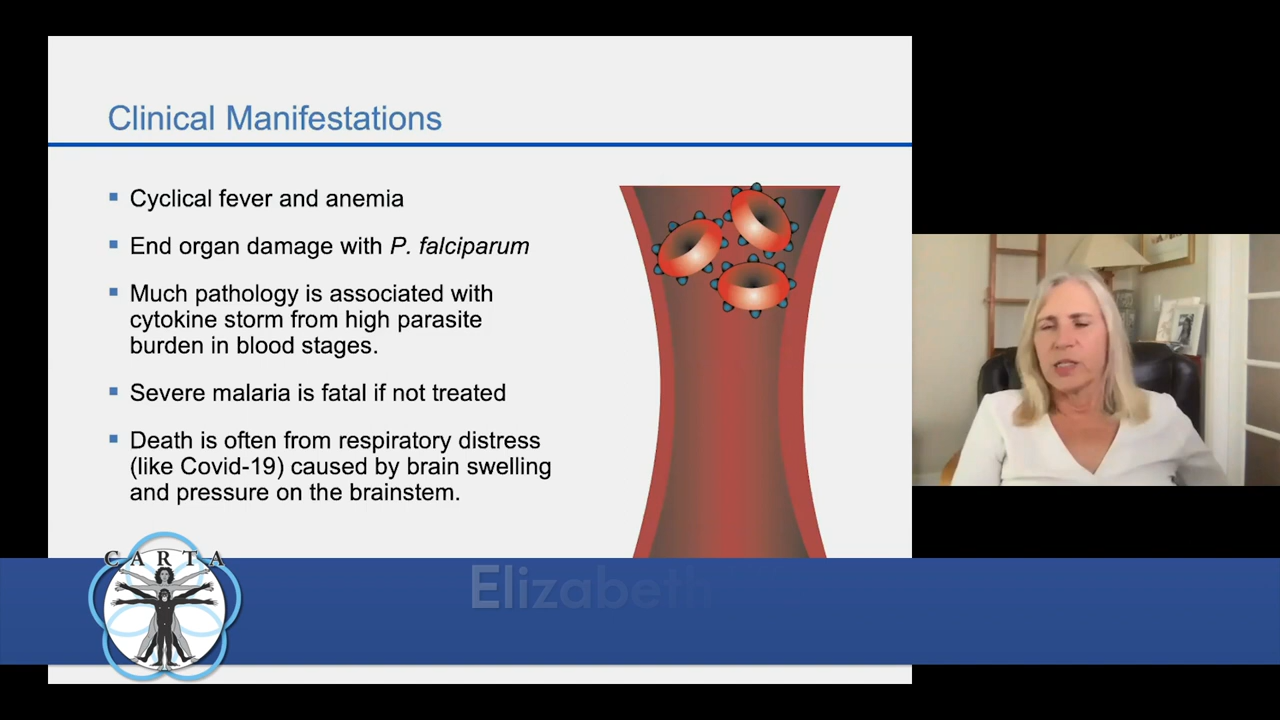 Clinical Manifestations
Cyclical fever and anemia
End organ damage with P. falciparum
Much pathology is associated with
cytokine storm from high parasite
burden in blood stages.
Severe malaria is fatal if not treated
Death is often from respiratory distress
(like Covid-19) caused by brain swelling
and pressure on the brainstem.
CARTA
Elizabeth